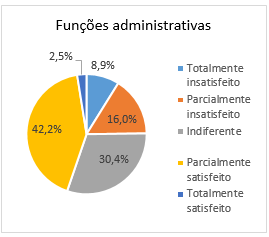 Funções administrativas
2,5%
8,9%
16,0%
30,4%
42,2%
Totalmente
insatisfeito
Parcialmente
insatisfeito
Indiferente
Parcialmente
satisfeito
Totalmente
satisfeito